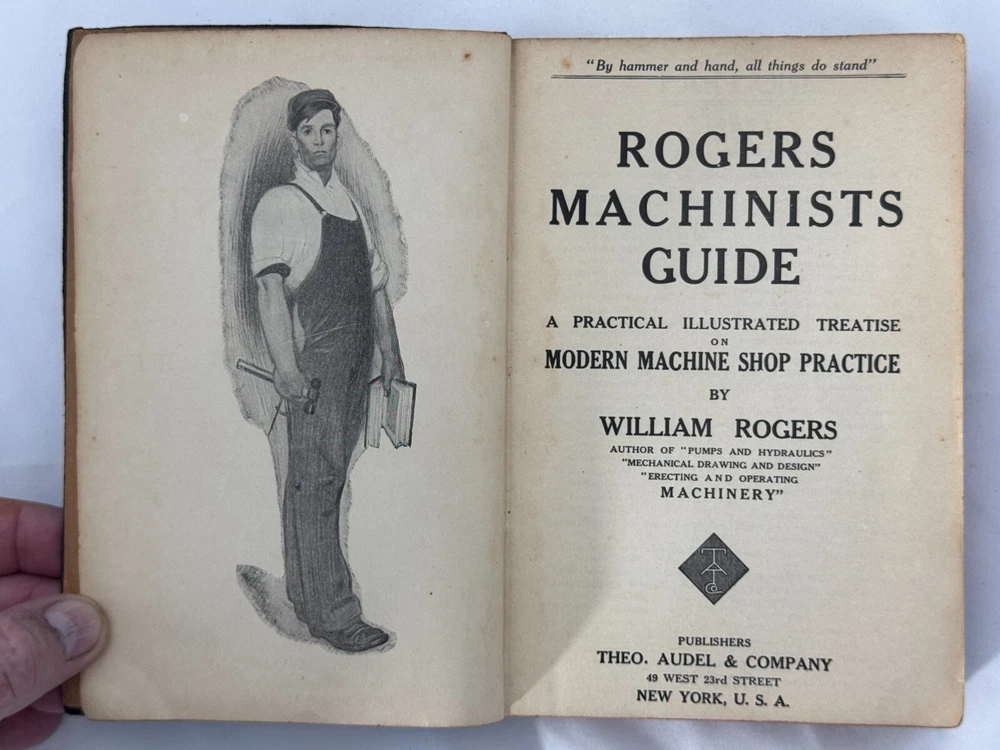 "By hammer and hand, all things do stand"
ROGERS
MACHINISTS
GUIDE
A PRACTICAL ILLUSTRATED TREATISE
ON
MODERN MACHINE SHOP PRACTICE
BY
WILLIAM ROGERS
AUTHOR OF "PUMPS AND HYDRAULICS"
"MECHANICAL DRAWING AND DESIGN"
"ERECTING AND OPERATING
MACHINERY"
TA Co
PUBLISHERS
THEO. AUDEL & COMPANY
49 WEST 23rd STREET
NEW YORK, U. S. A.